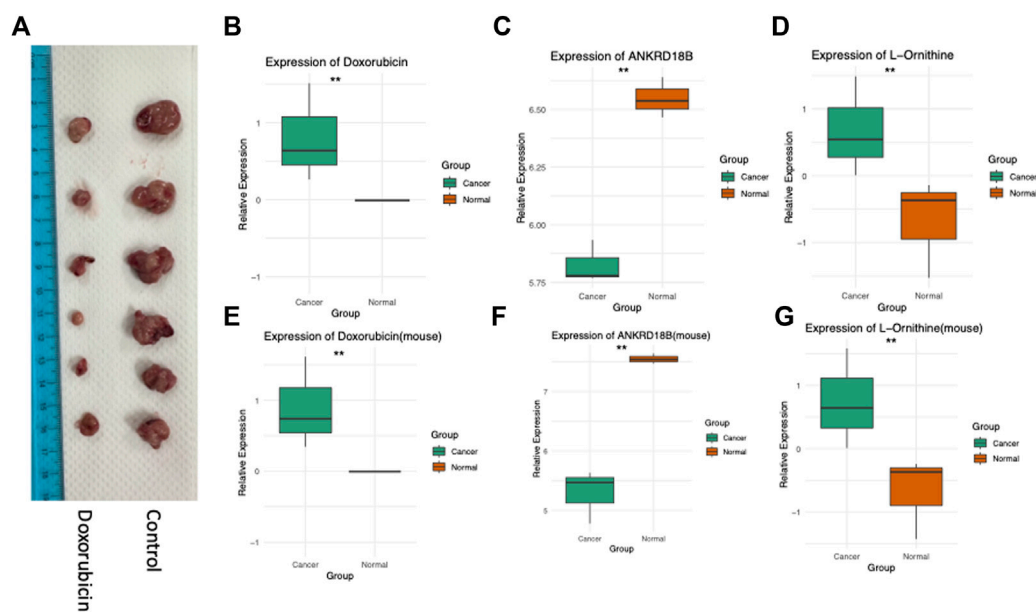 A
Doxorubicin
Control
B
Expression of Doxorubicin
**
Relative Expression
1
0
−1
Cancer
Normal
Group
Group
Cancer
Normal
C
Expression of ANKRD18B
**
Relative Expression
6.50
6.25
6.00
5.75
Cancer
Normal
Group
Group
Cancer
Normal
D
Expression of L−Ornithine
**
Relative Expression
1
0
−1
Cancer
Normal
Group
Group
Cancer
Normal
E
Expression of Doxorubicin(mouse)
**
Relative Expression
1
0
−1
Cancer
Normal
Group
Group
Cancer
Normal
F
Expression of ANKRD18B(mouse)
**
Relative Expression
7
6
5
Cancer
Normal
Group
Group
Cancer
Normal
G
Expression of L−Ornithine(mouse)
**
Relative Expression
1
0
−1
Cancer
Normal
Group
Group
Cancer
Normal